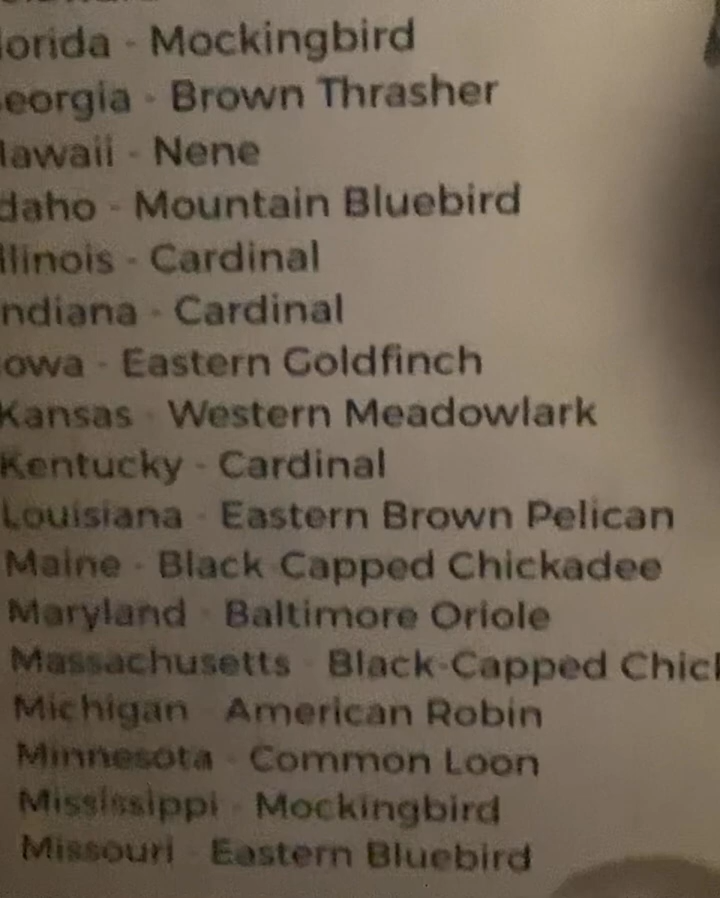 lorida - Mockingbird
eorgia - Brown Thrasher
lawaii - Nene
daho - Mountain Bluebird
llinois - Cardinal
ndiana - Cardinal
owa - Eastern Goldfinch
Kansas - Western Meadowlark
Kentucky - Cardinal
Louisiana - Eastern Brown Pelican
Maine - Black Capped Chickadee
Maryland - Baltimore Oriole
Massachusetts - Black-Capped Chic
Michigan - American Robin
Minnesota - Common Loon
Mississippi - Mockingbird
Missouri - Eastern Bluebird